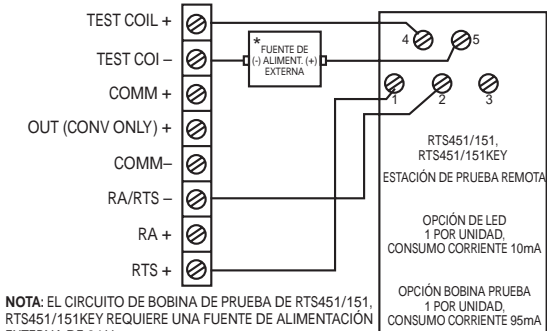 TEST COIL +
TEST COI –
COMM +
OUT (CONV ONLY) +
COMM–
RA/RTS –
RA +
RTS +
*
FUENTE DE
(-) ALIMENT. (+)
EXTERNA
4
5
1
2
3
RTS451/151,
RTS451/151KEY
ESTACIÓN DE PRUEBA REMOTA
OPCIÓN DE LED
1 POR UNIDAD,
CONSUMO CORRIENTE 10mA
OPCIÓN BOBINA PRUEBA
1 POR UNIDAD,
CONSUMO CORRIENTE 95mA
NOTA: EL CIRCUITO DE BOBINA DE PRUEBA DE RTS451/151,
RTS451/151KEY REQUIERE UNA FUENTE DE ALIMENTACIÓN